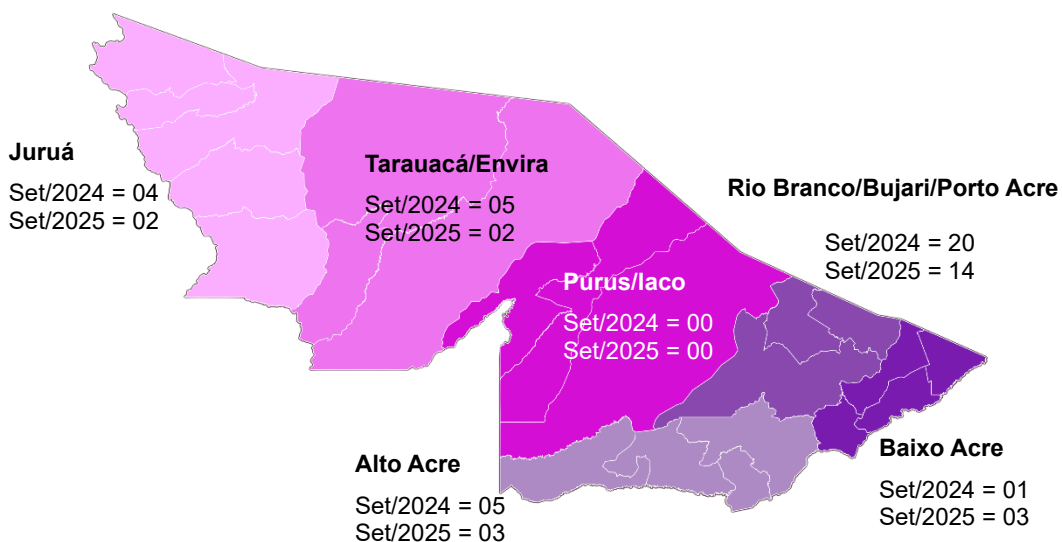 Juruá
Set/2024 = 04
Set/2025 = 02
Tarauacá/Envira
Set/2024 = 05
Set/2025 = 02
Rio Branco/Bujari/Porto Acre
Set/2024 = 20
Set/2025 = 14
Purus/Iaco
Set/2024 = 00
Set/2025 = 00
Alto Acre
Set/2024 = 05
Set/2025 = 03
Baixo Acre
Set/2024 = 01
Set/2025 = 03